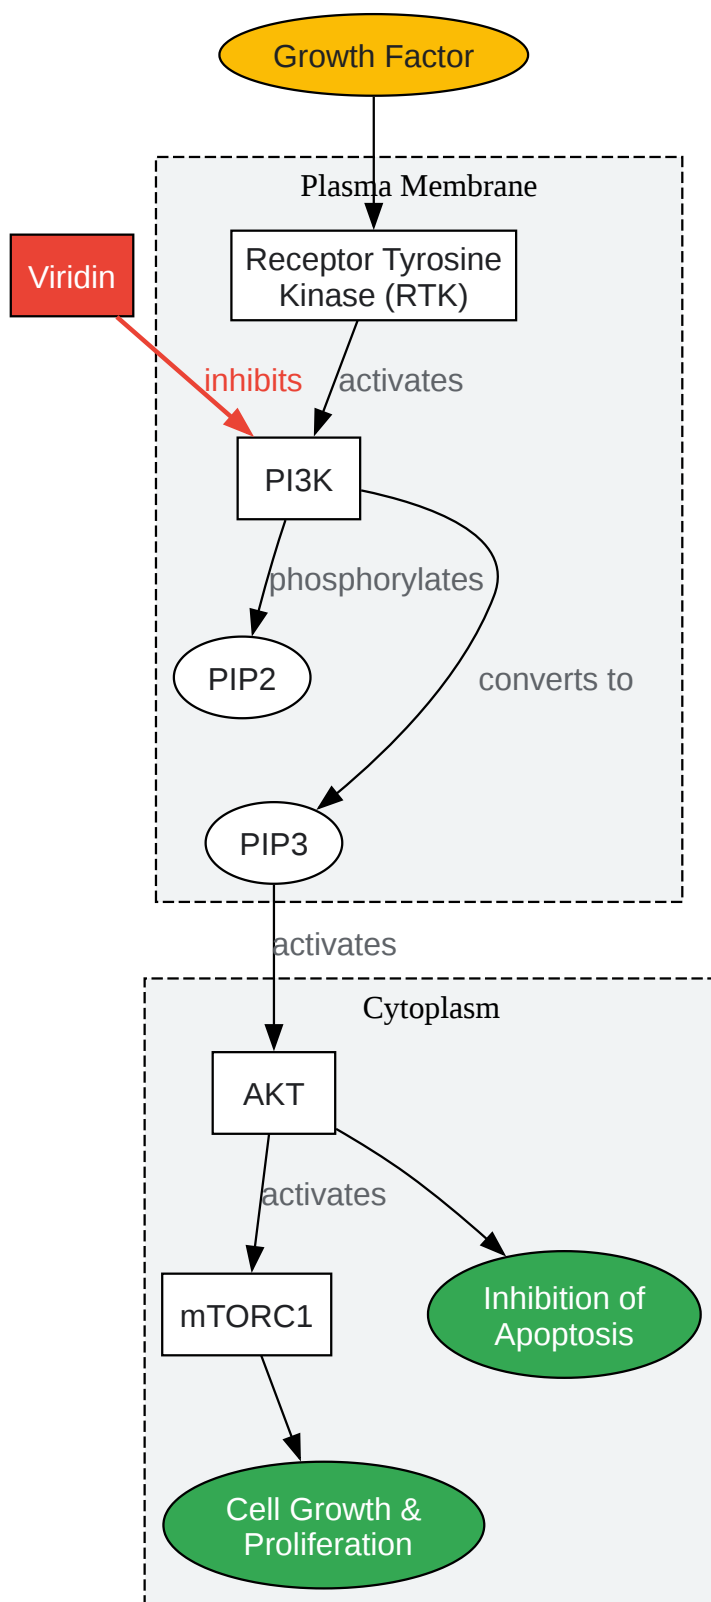 Growth Factor
Plasma Membrane
Receptor Tyrosine
Kinase (RTK)
Viridin
inhibits
activates
PI3K
phosphorylates
PIP2
converts to
PIP3
activates
Cytoplasm
AKT
activates
mTORC1
Inhibition of
Apoptosis
Cell Growth &
Proliferation